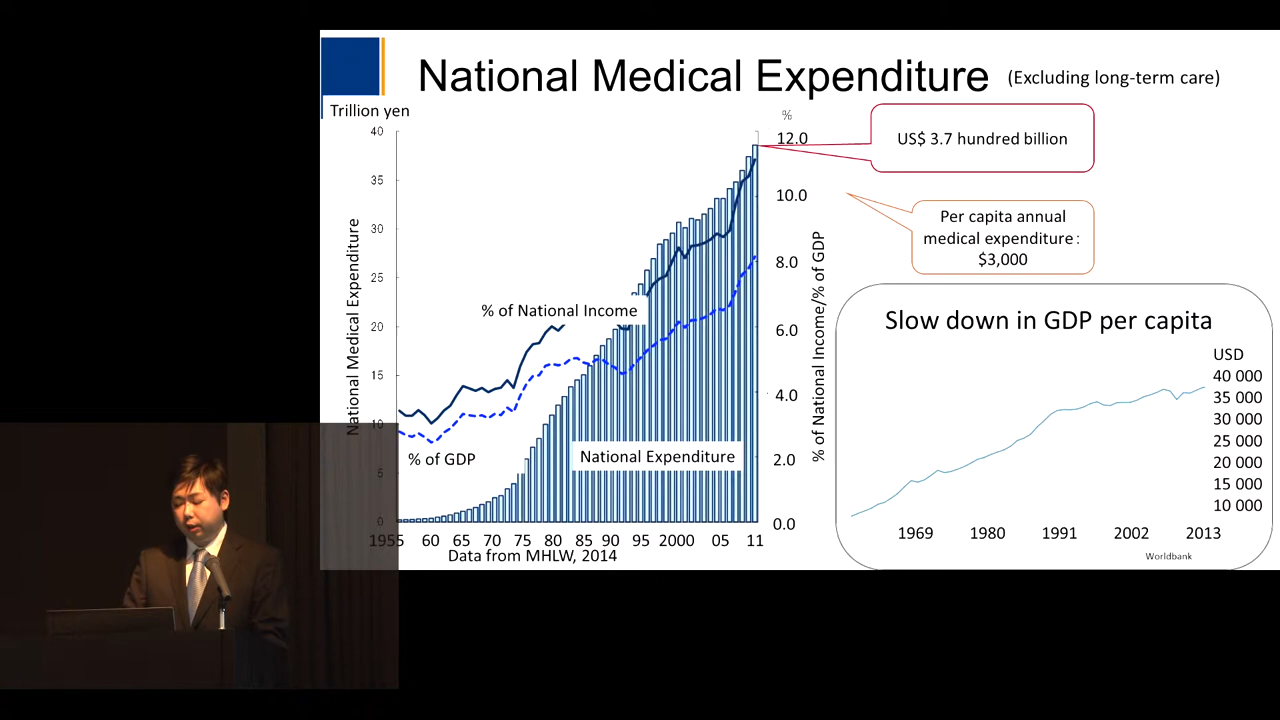 National Medical Expenditure (Excluding long-term care)
Trillion yen
%
40
35
30
25
20
15
10
5
0
National Medical Expenditure
12.0
10.0
8.0
6.0
4.0
2.0
0.0
% of National Income/% of GDP
% of National Income
% of GDP
National Expenditure
1955 60 65 70 75 80 85 90 95 2000 05 11
Data from MHLW, 2014
US$ 3.7 hundred billion
Per capita annual
medical expenditure :
$3,000
Slow down in GDP per capita
USD
40 000
35 000
30 000
25 000
20 000
15 000
10 000
1969 1980 1991 2002 2013
Worldbank